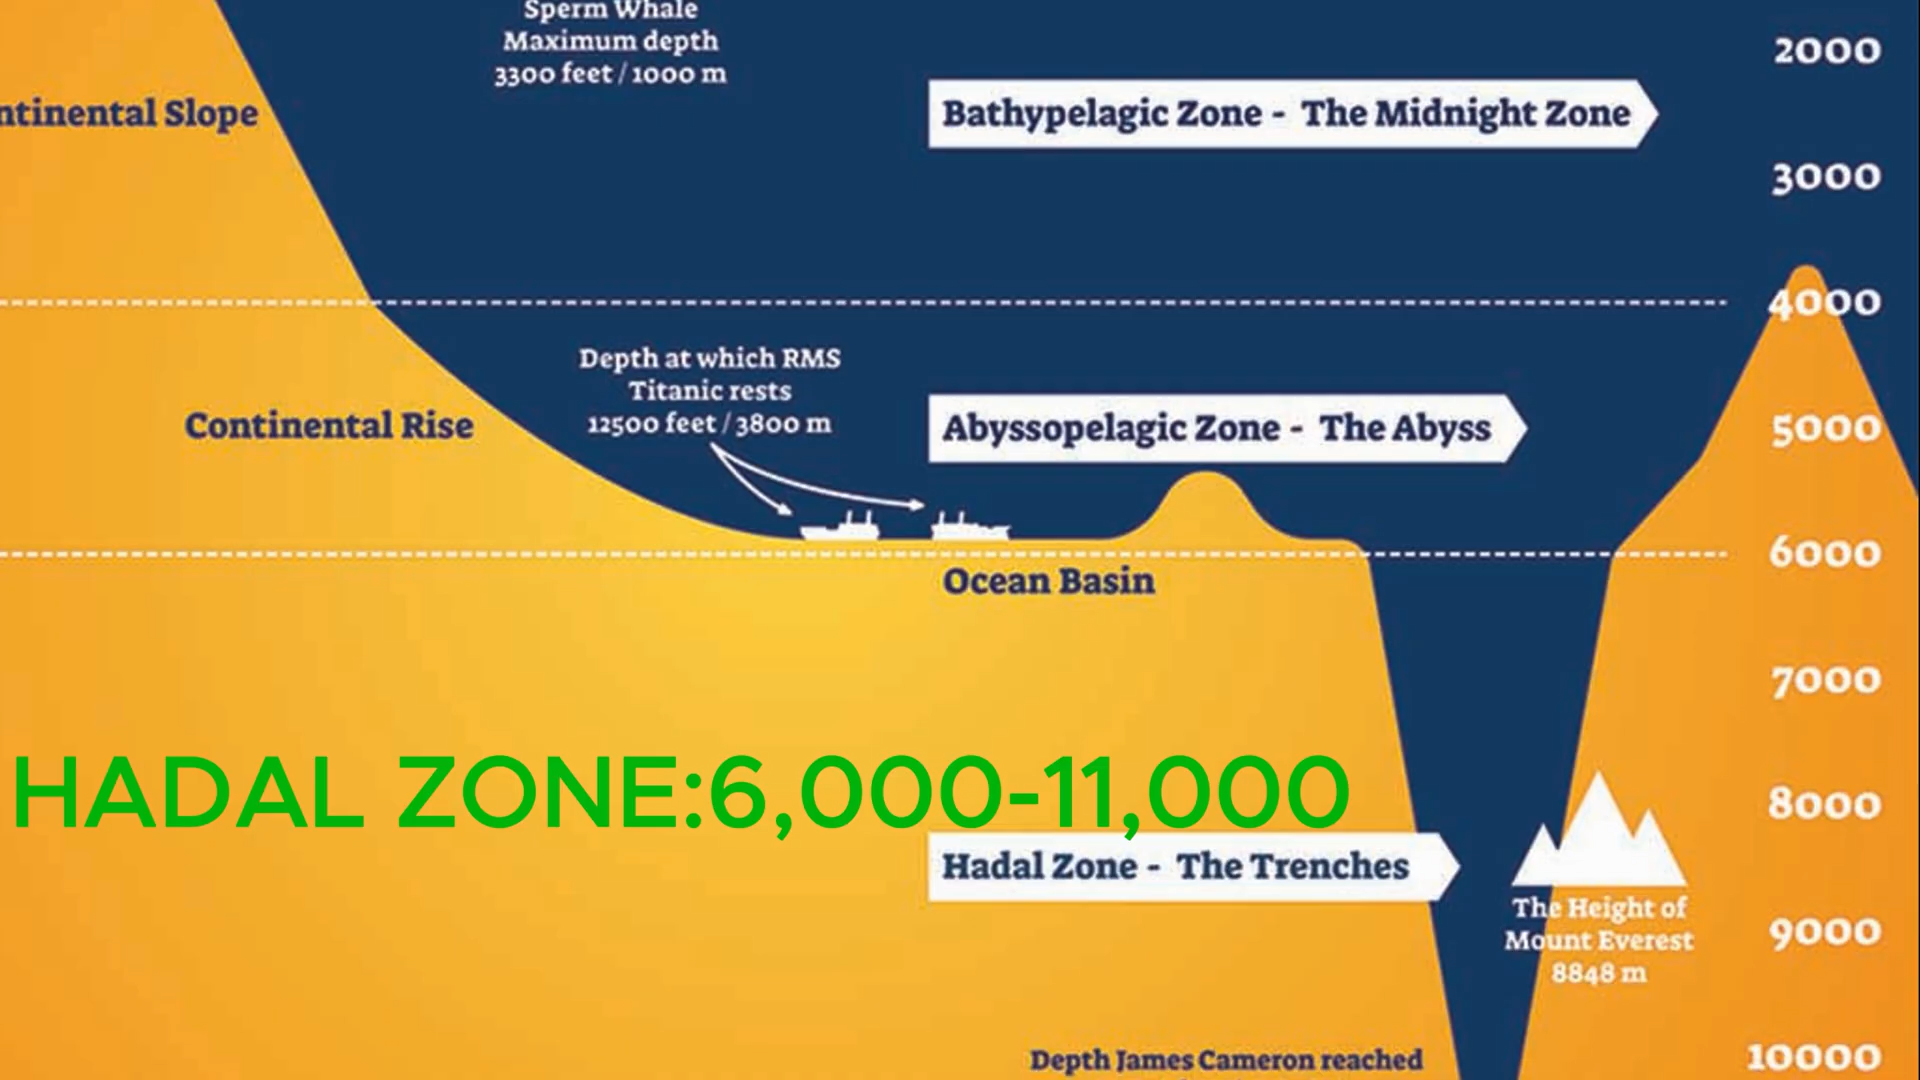 Sperm Whale
Maximum depth
3300 feet / 1000 m
2000
Bathypelagic Zone - The Midnight Zone
ntinental Slope
3000
4000
Depth at which RMS
Titanic rests
12500 feet / 3800 m
Continental Rise
Abyssopelagic Zone - The Abyss
5000
6000
Ocean Basin
7000
HADAL ZONE:6,000-11,000
8000
Hadal Zone - The Trenches
The Height of
Mount Everest
8848 m
9000
Depth James Cameron reached
10000